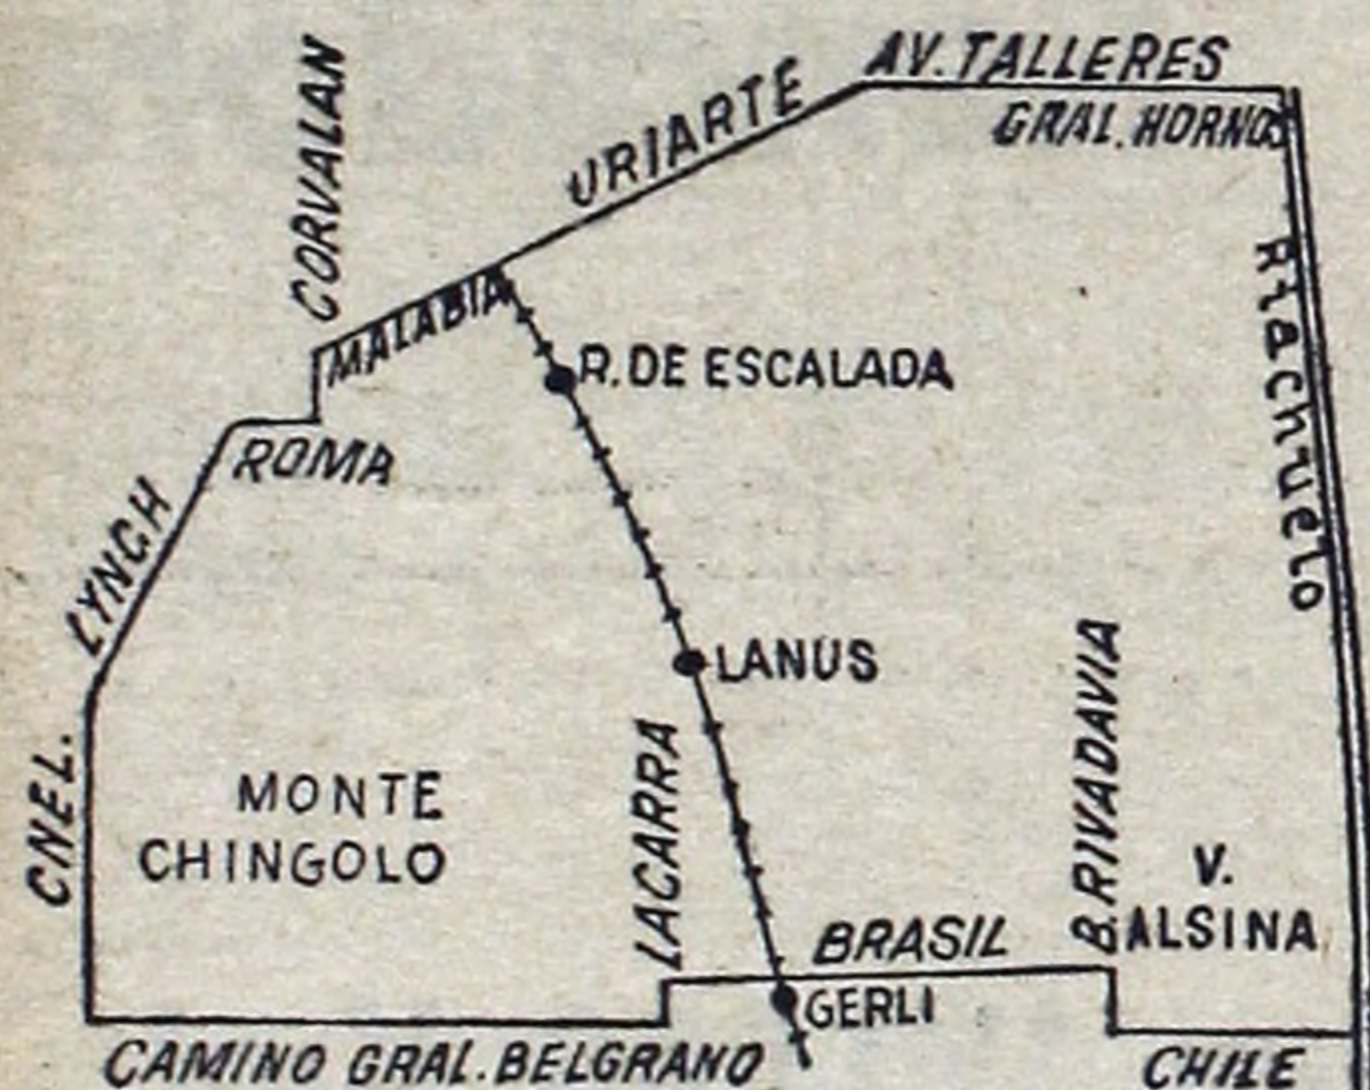 AV. TALLERES
GRAL. HORNOS
URIARTE
CORVALAN
MALABIA
R. DE ESCALADA
Riachuelo
ROMA
LYNCH
CNEL.
LANUS
LACARRA
B. RIVADAVIA
MONTE
CHINGOLO
V.
ALSINA
BRASIL
GERLI
CAMINO GRAL. BELGRANO
CHILE